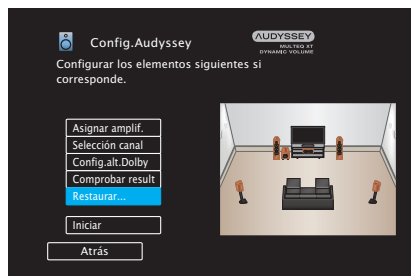 Config.Audyssey
AUDYSSEY
MULTEQ XT
DYNAMIC VOLUME
Configurar los elementos siguientes si
corresponde.
Asignar amplif.
Selección canal
Config.alt.Dolby
Comprobar result
Restaurar...
Iniciar
Atrás